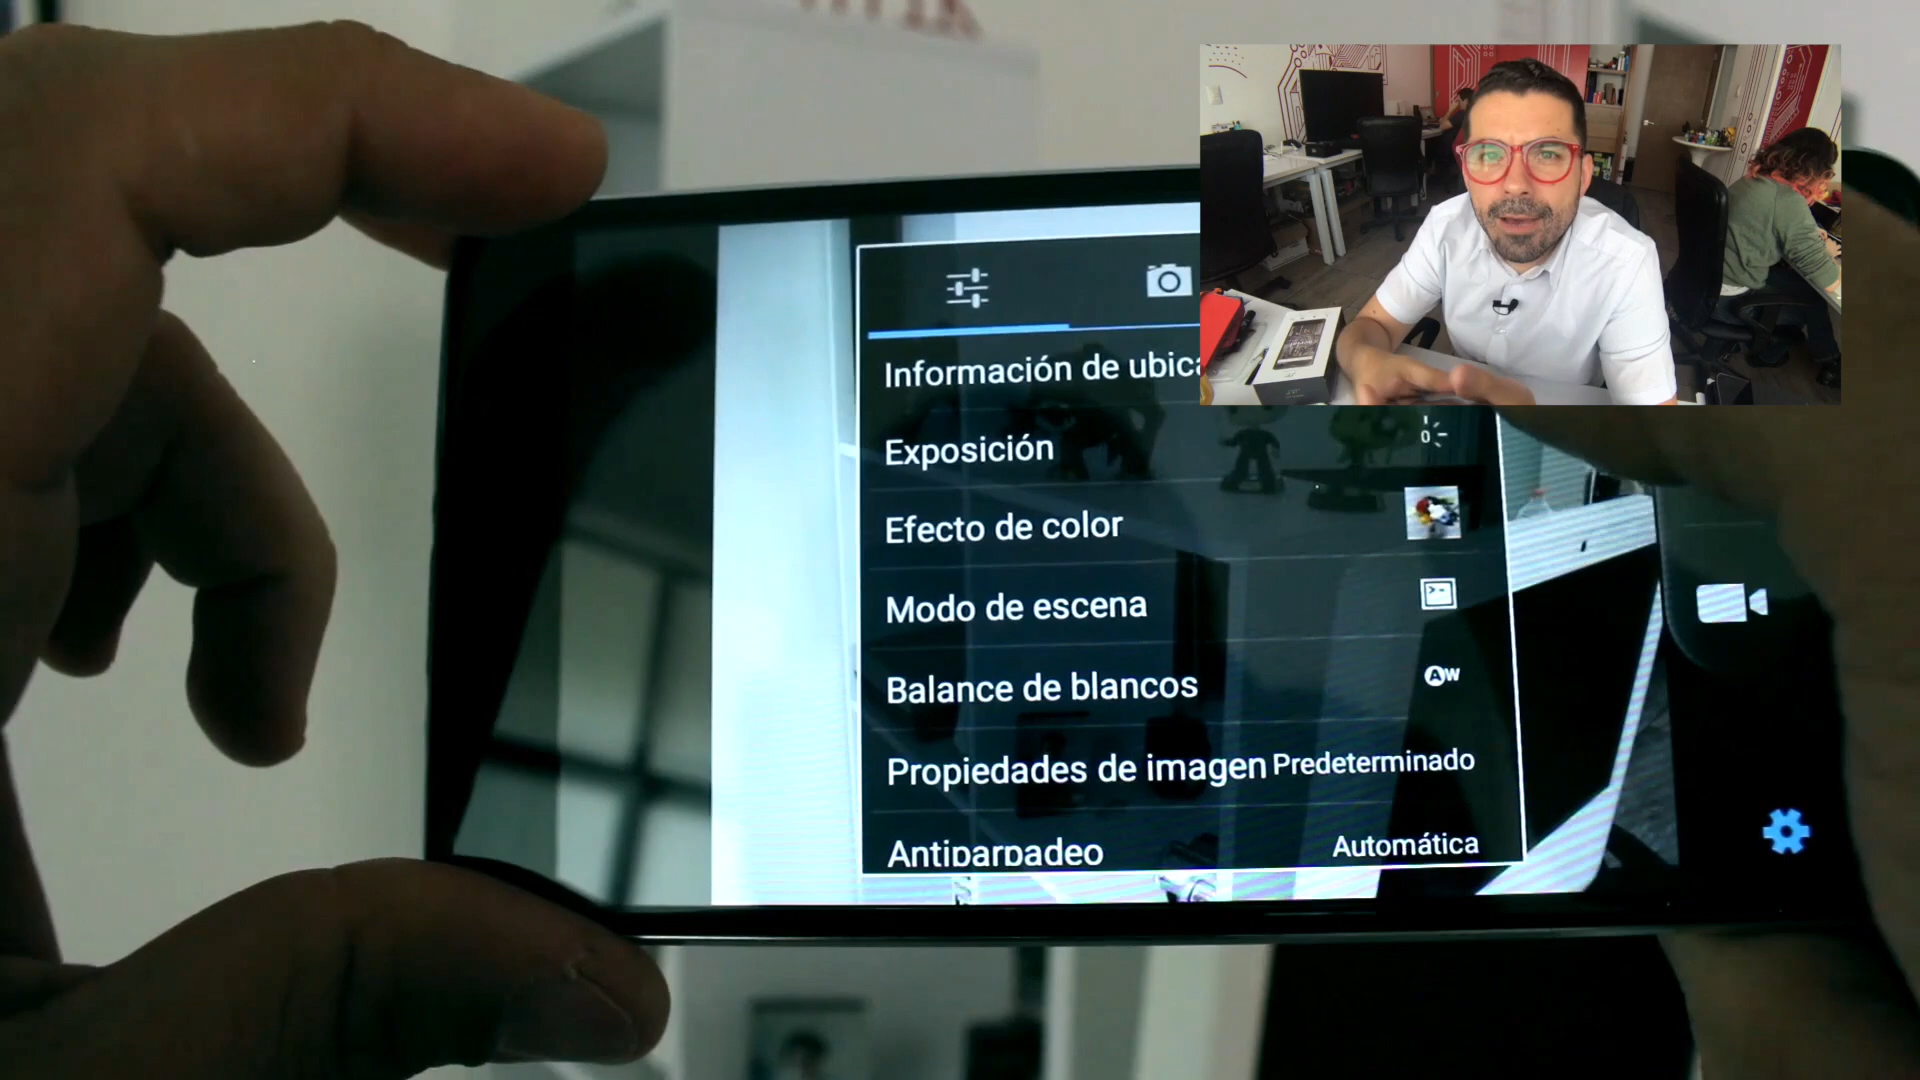 Información de ubica
Exposición
Efecto de color
Modo de escena
Balance de blancos
AW
Propiedades de imagen Predeterminado
Antiparpadeo Automática